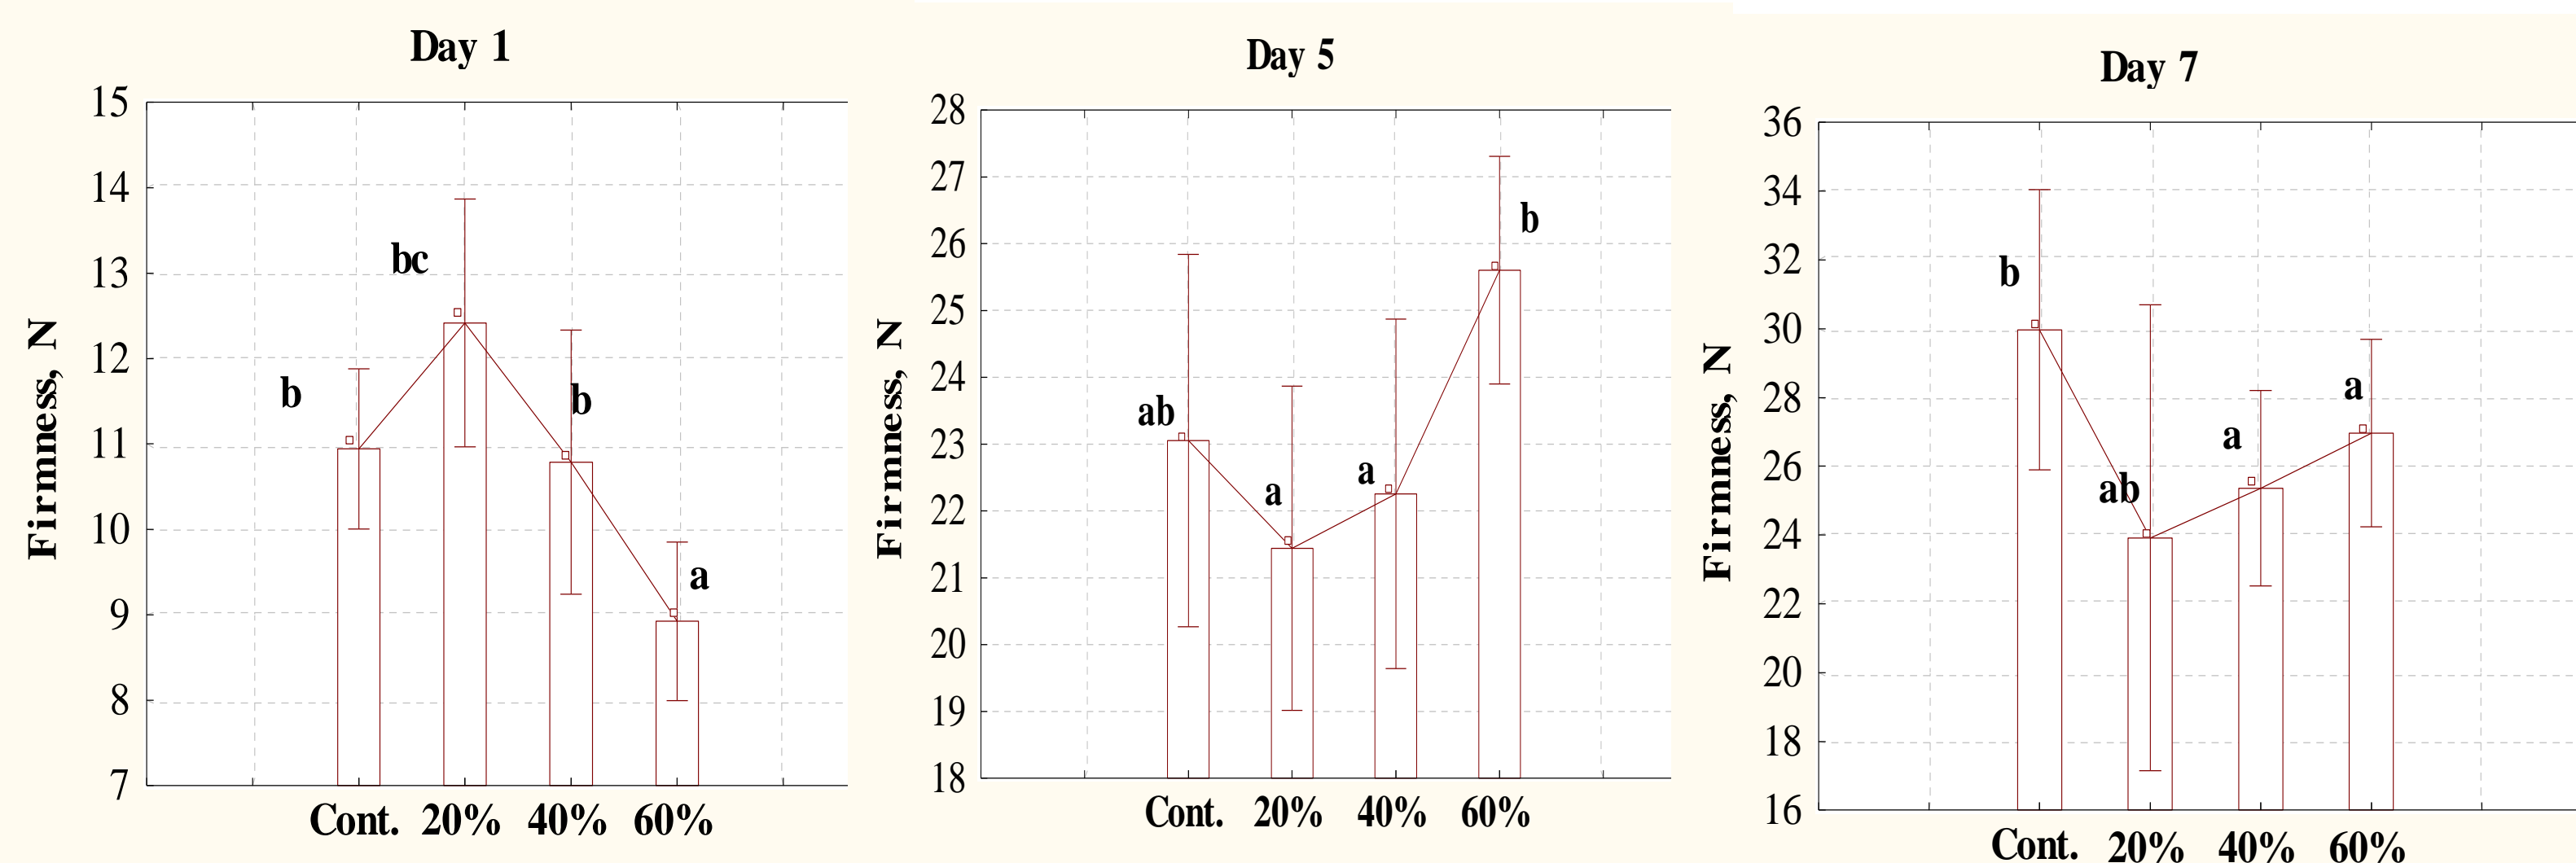 Day 1
Firmness, N
15
14
13
12
11
10
9
8
7
b
bc
b
a
Cont. 20% 40% 60%
Day 5
Firmness, N
28
27
26
25
24
23
22
21
20
19
18
ab
a
a
b
Cont. 20% 40% 60%
Day 7
Firmness, N
36
34
32
30
28
26
24
22
20
18
16
b
ab
a
a
Cont. 20% 40% 60%